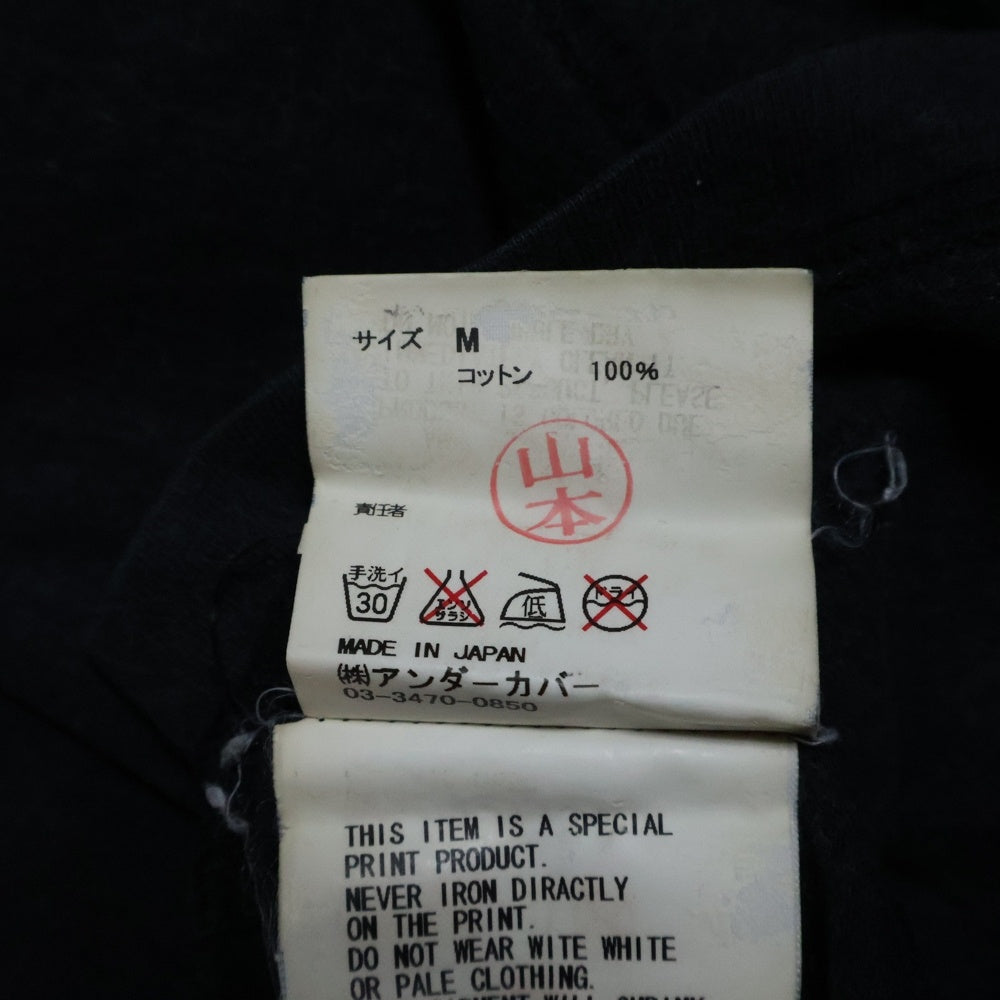 サイズ M
コットン 100%
山本
責任者
手洗イ 30 エンソ サラシ 低 ドライ
MADE IN JAPAN
㈱アンダーカバー
03-3470-0850
THIS ITEM IS A SPECIAL
PRINT PRODUCT.
NEVER IRON DIRACTLY
ON THE PRINT.
DO NOT WEAR WITE WHITE
OR PALE CLOTHING.